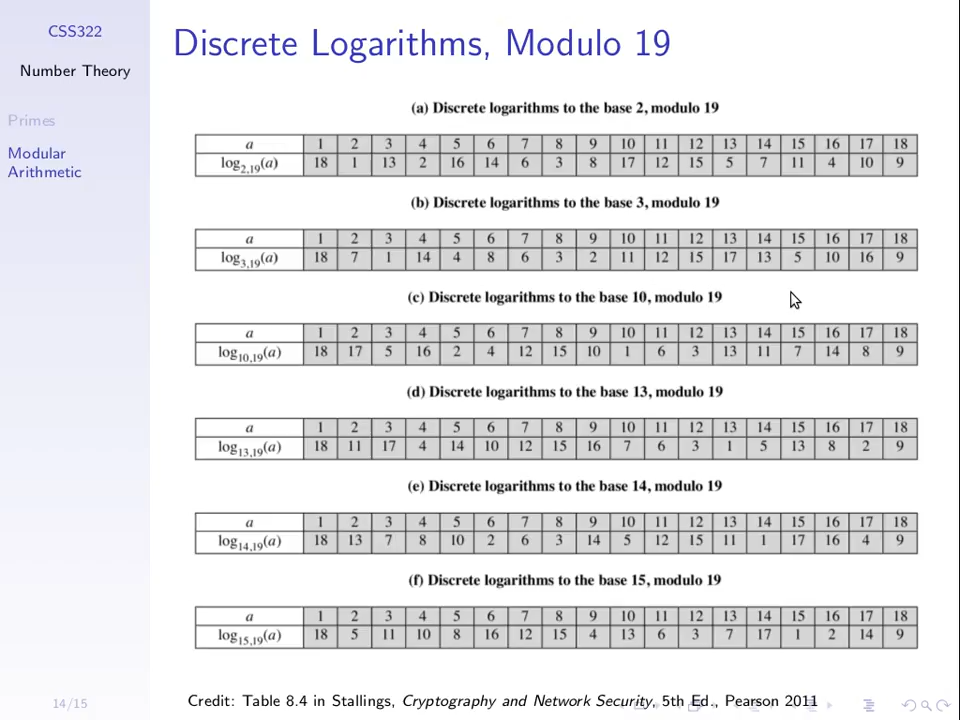 CSS322
Number Theory
Primes
Modular
Arithmetic
Discrete Logarithms, Modulo 19
(a) Discrete logarithms to the base 2, modulo 19
a 1 2 3 4 5 6 7 8 9 10 11 12 13 14 15 16 17 18
log2,19(a) 18 1 13 2 16 14 6 3 8 17 12 15 5 7 11 4 10 9
(b) Discrete logarithms to the base 3, modulo 19
a 1 2 3 4 5 6 7 8 9 10 11 12 13 14 15 16 17 18
log3,19(a) 18 7 1 14 4 8 6 3 2 11 12 15 17 13 5 10 16 9
(c) Discrete logarithms to the base 10, modulo 19
a 1 2 3 4 5 6 7 8 9 10 11 12 13 14 15 16 17 18
log10,19(a) 18 17 5 16 2 4 12 15 10 1 6 3 13 11 7 14 8 9
(d) Discrete logarithms to the base 13, modulo 19
a 1 2 3 4 5 6 7 8 9 10 11 12 13 14 15 16 17 18
log13,19(a) 18 11 17 4 14 10 12 15 16 7 6 3 1 5 13 8 2 9
(e) Discrete logarithms to the base 14, modulo 19
a 1 2 3 4 5 6 7 8 9 10 11 12 13 14 15 16 17 18
log14,19(a) 18 13 7 8 10 2 6 3 14 5 12 15 11 1 17 16 4 9
(f) Discrete logarithms to the base 15, modulo 19
a 1 2 3 4 5 6 7 8 9 10 11 12 13 14 15 16 17 18
log15,19(a) 18 5 11 10 8 16 12 15 4 13 6 3 7 17 1 2 14 9
14/15
Credit: Table 8.4 in Stallings, Cryptography and Network Security, 5th Ed., Pearson 2011